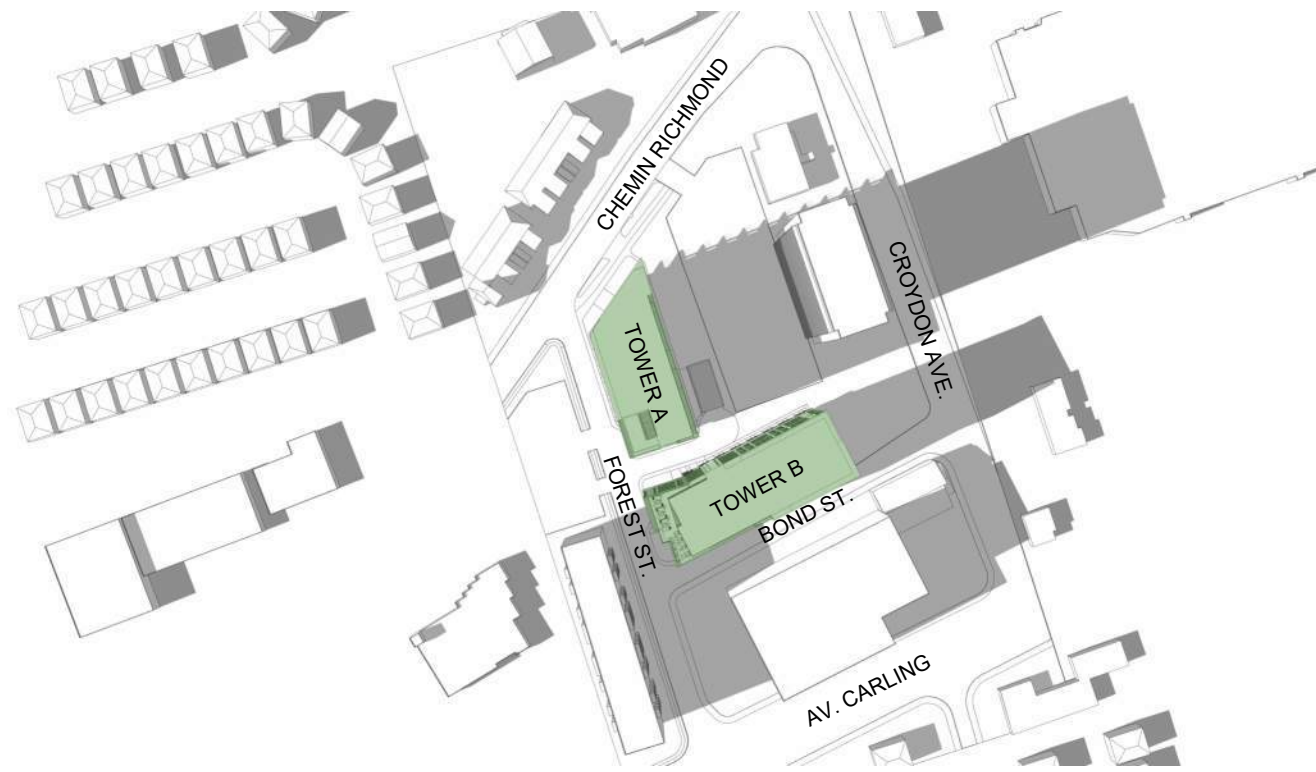 CHEMIN RICHMOND
CROYDON AVE.
TOWER A
TOWER B
FOREST ST.
BOND ST.
AV. CARLING